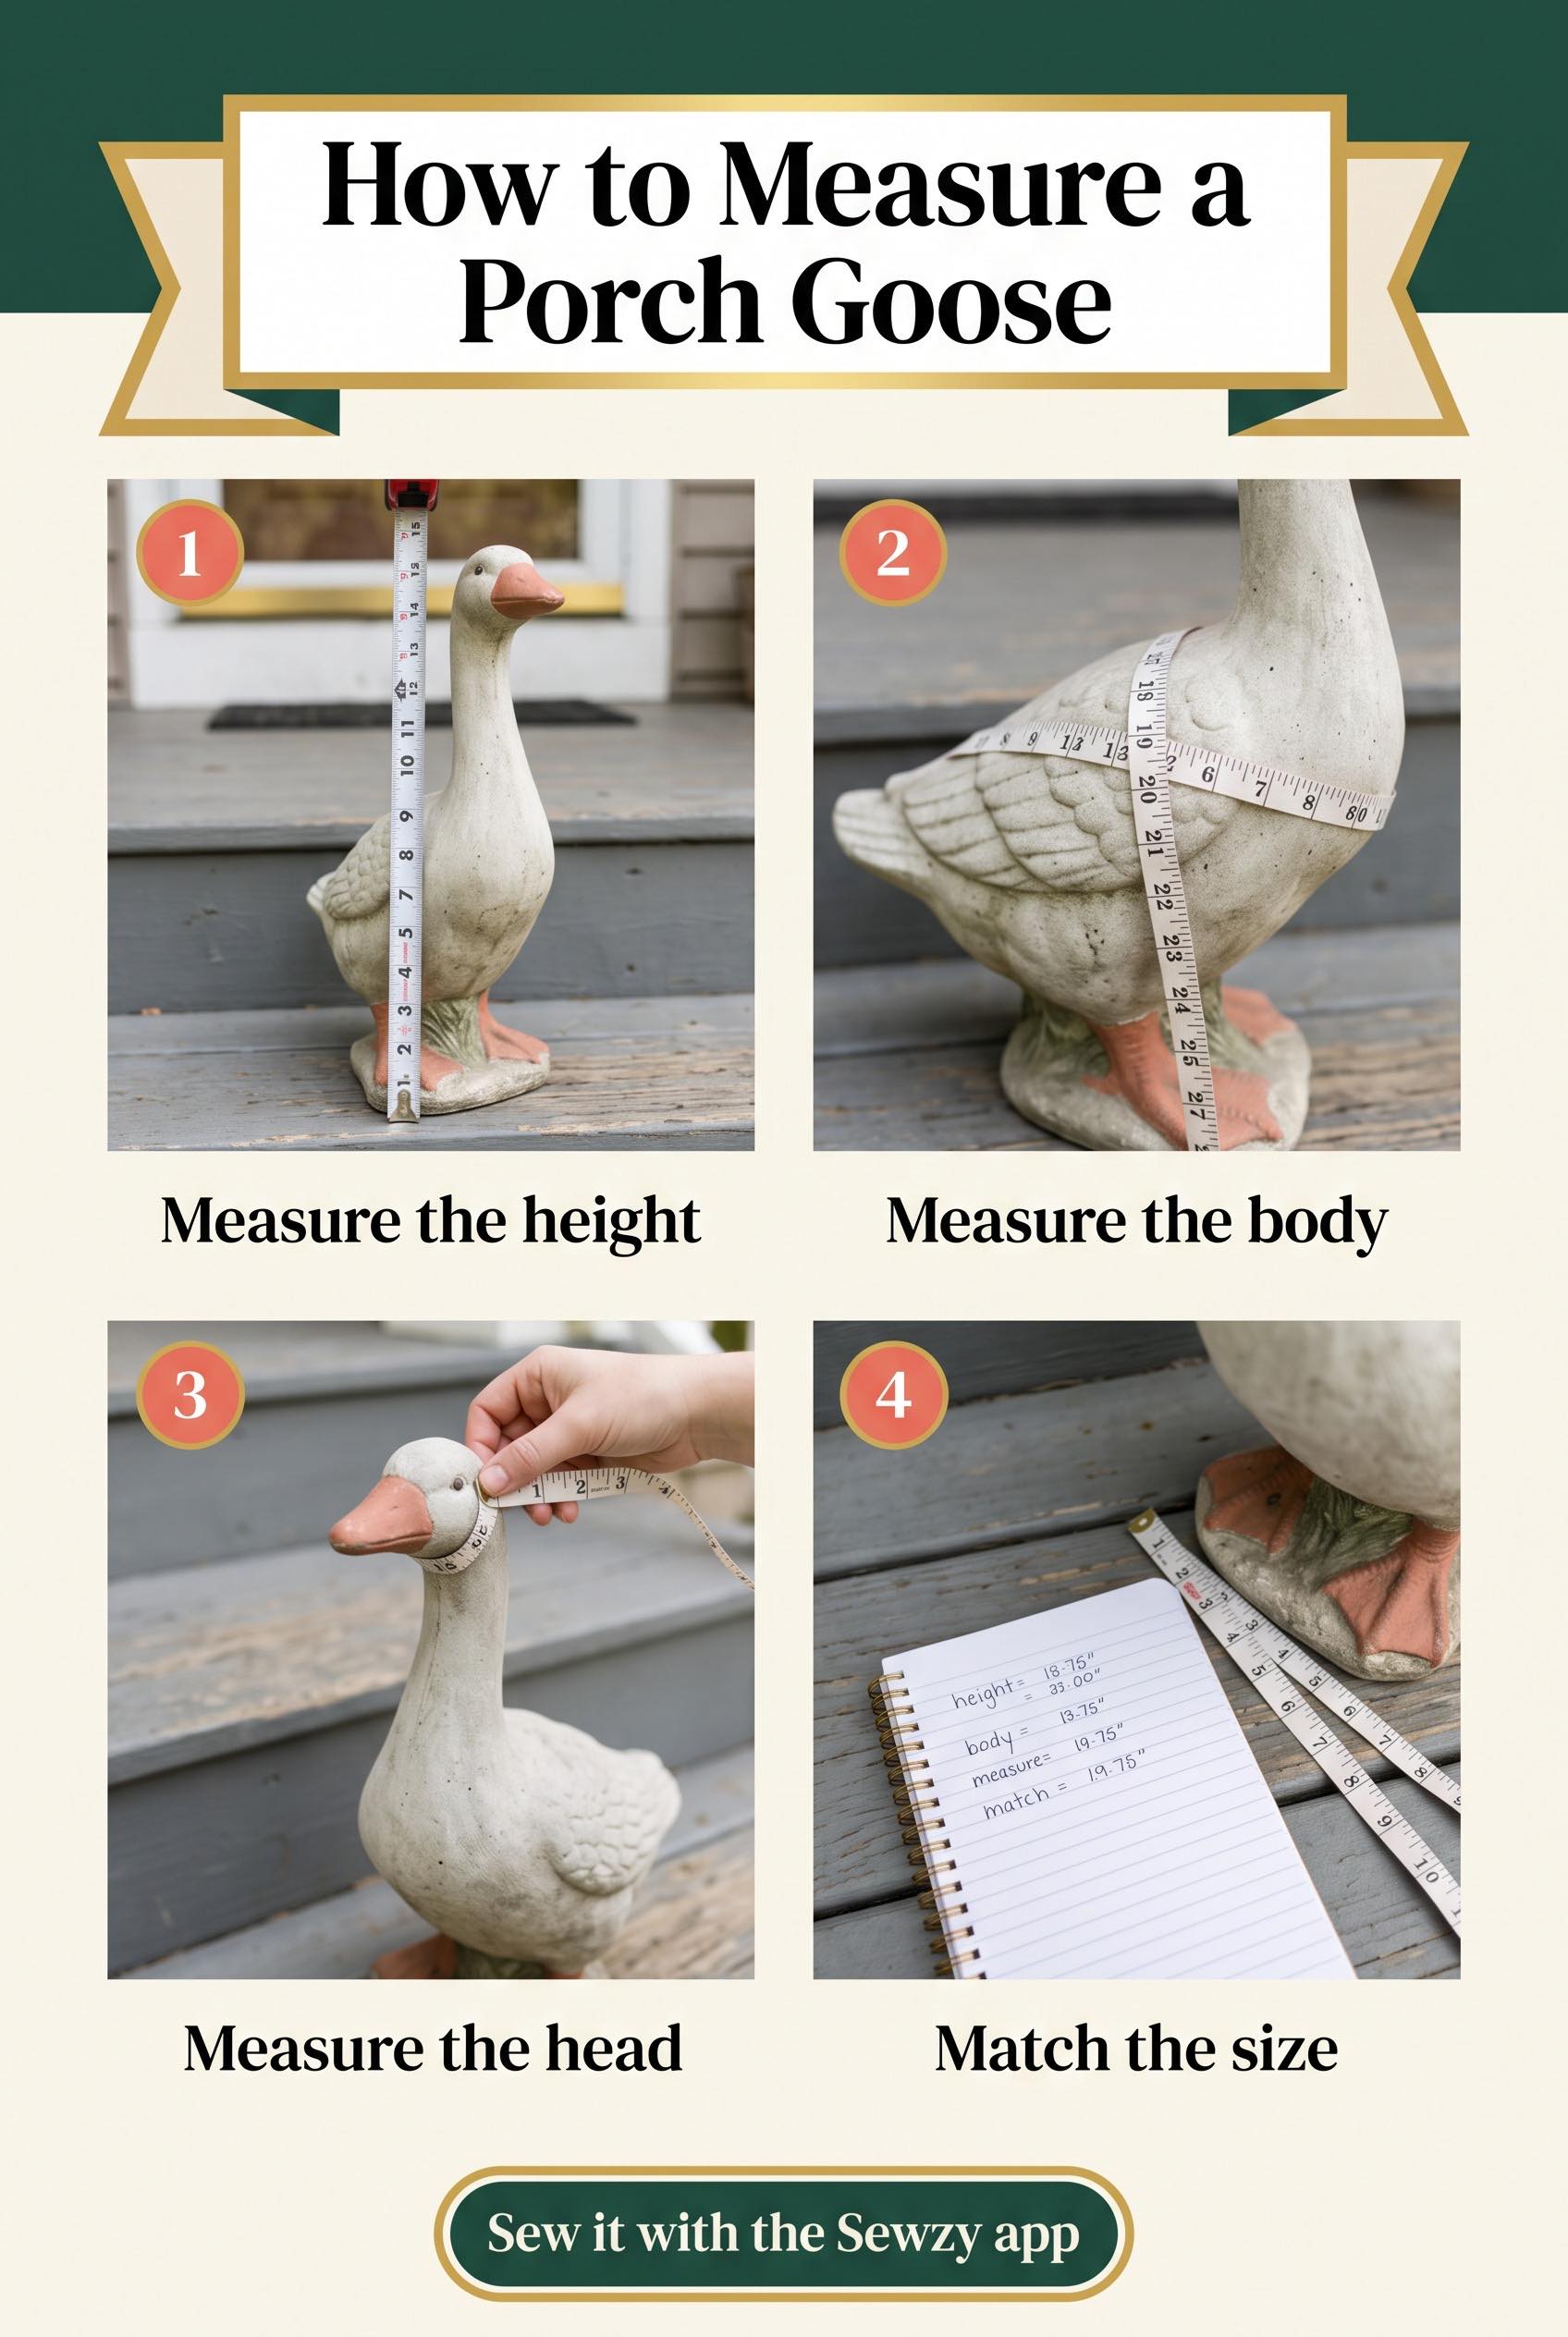 How to Measure a
Porch Goose
1
2
Measure the height
Measure the body
3
4
height = 18.75"
= 33.00"
body = 13.75"
measure = 19.75"
match = 19.75"
Measure the head
Match the size
Sew it with the Sewzy app